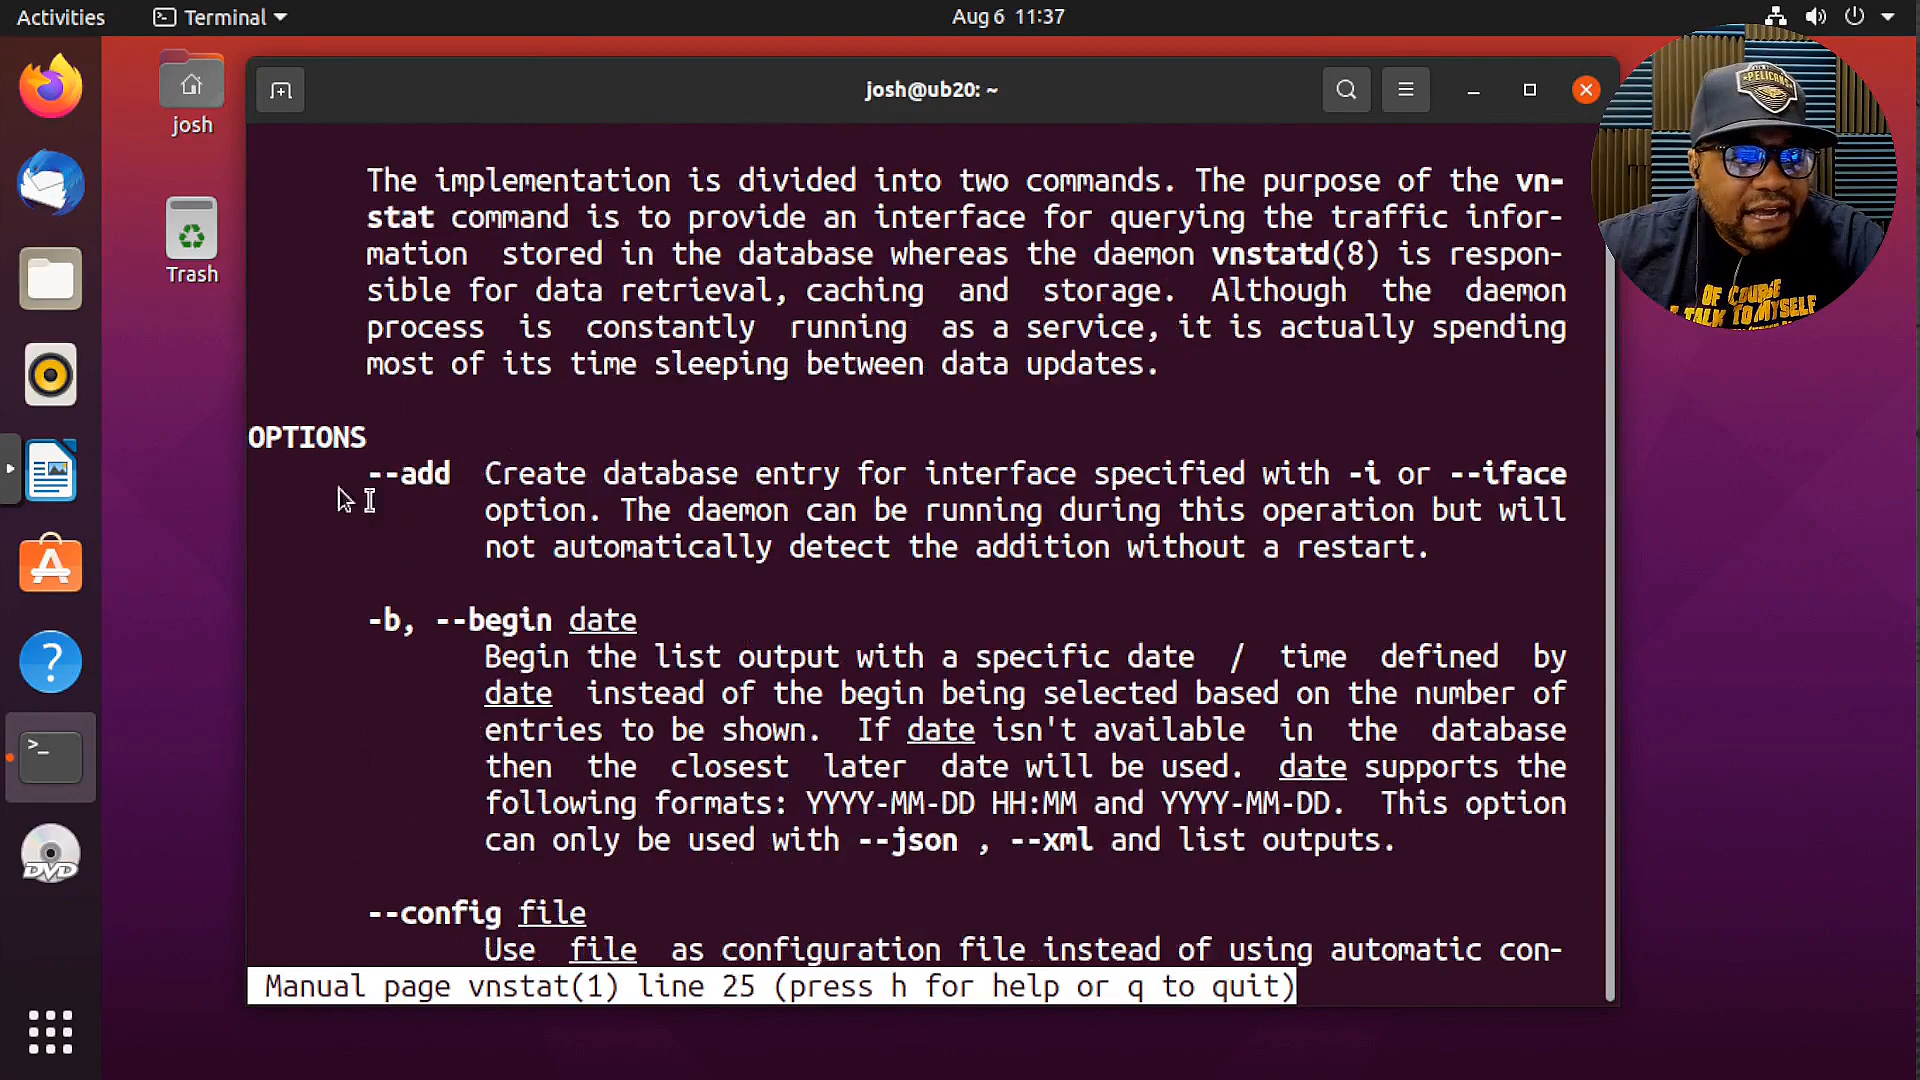 Activities
Terminal
Aug 6 11:37
josh
Trash
josh@ub20: ~
The implementation is divided into two commands. The purpose of the vn-
stat command is to provide an interface for querying the traffic infor-
mation stored in the database whereas the daemon vnstatd(8) is respon-
sible for data retrieval, caching and storage. Although the daemon
process is constantly running as a service, it is actually spending
most of its time sleeping between data updates.
OPTIONS
--add Create database entry for interface specified with -i or --iface
option. The daemon can be running during this operation but will
not automatically detect the addition without a restart.
-b, --begin date
Begin the list output with a specific date / time defined by
date instead of the begin being selected based on the number of
entries to be shown. If date isn't available in the database
then the closest later date will be used. date supports the
following formats: YYYY-MM-DD HH:MM and YYYY-MM-DD. This option
can only be used with --json , --xml and list outputs.
--config file
Use file as configuration file instead of using automatic con-
Manual page vnstat(1) line 25 (press h for help or q to quit)
PELICANS
OF COURSE
I TALK TO MYSELF
DVD